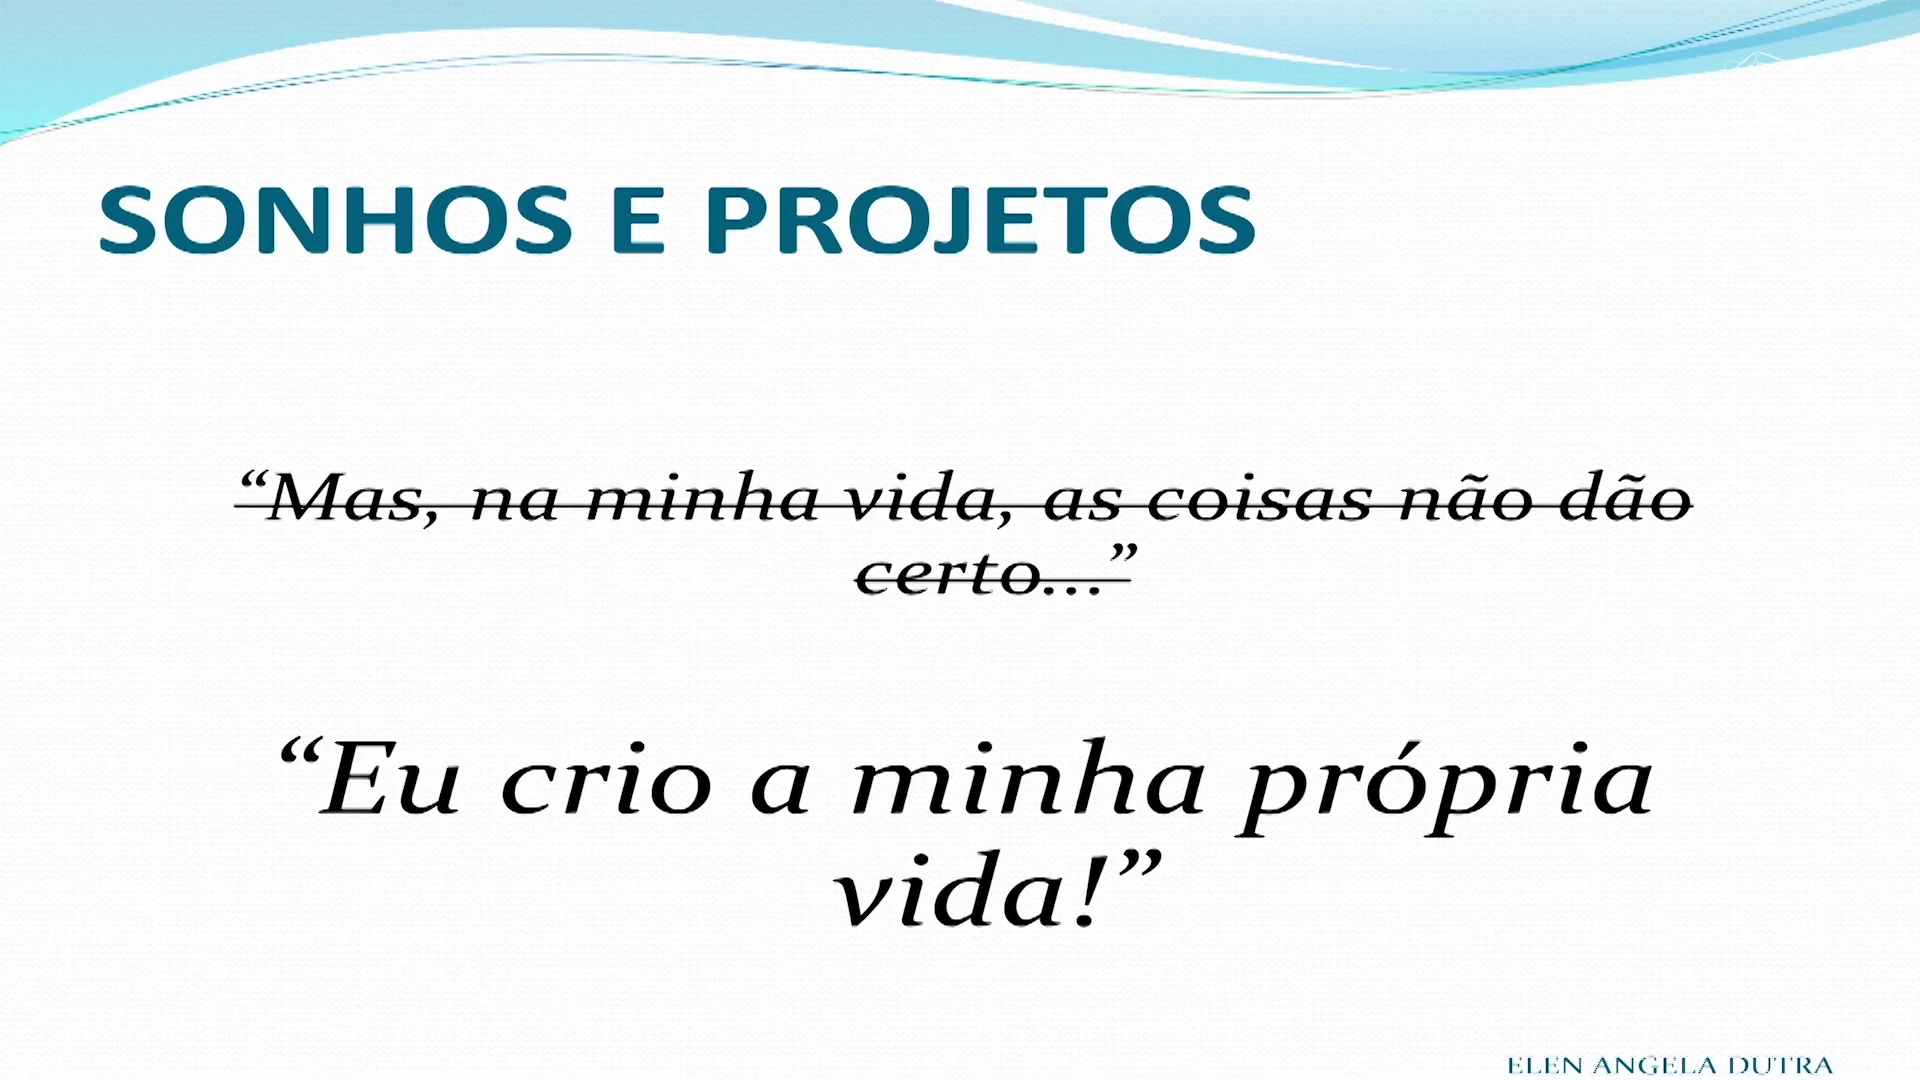 SONHOS E PROJETOS
“Mas, na minha vida, as coisas não dão
certo...”
“Eu crio a minha própria
vida!”
ELEN ANGELA DUTRA